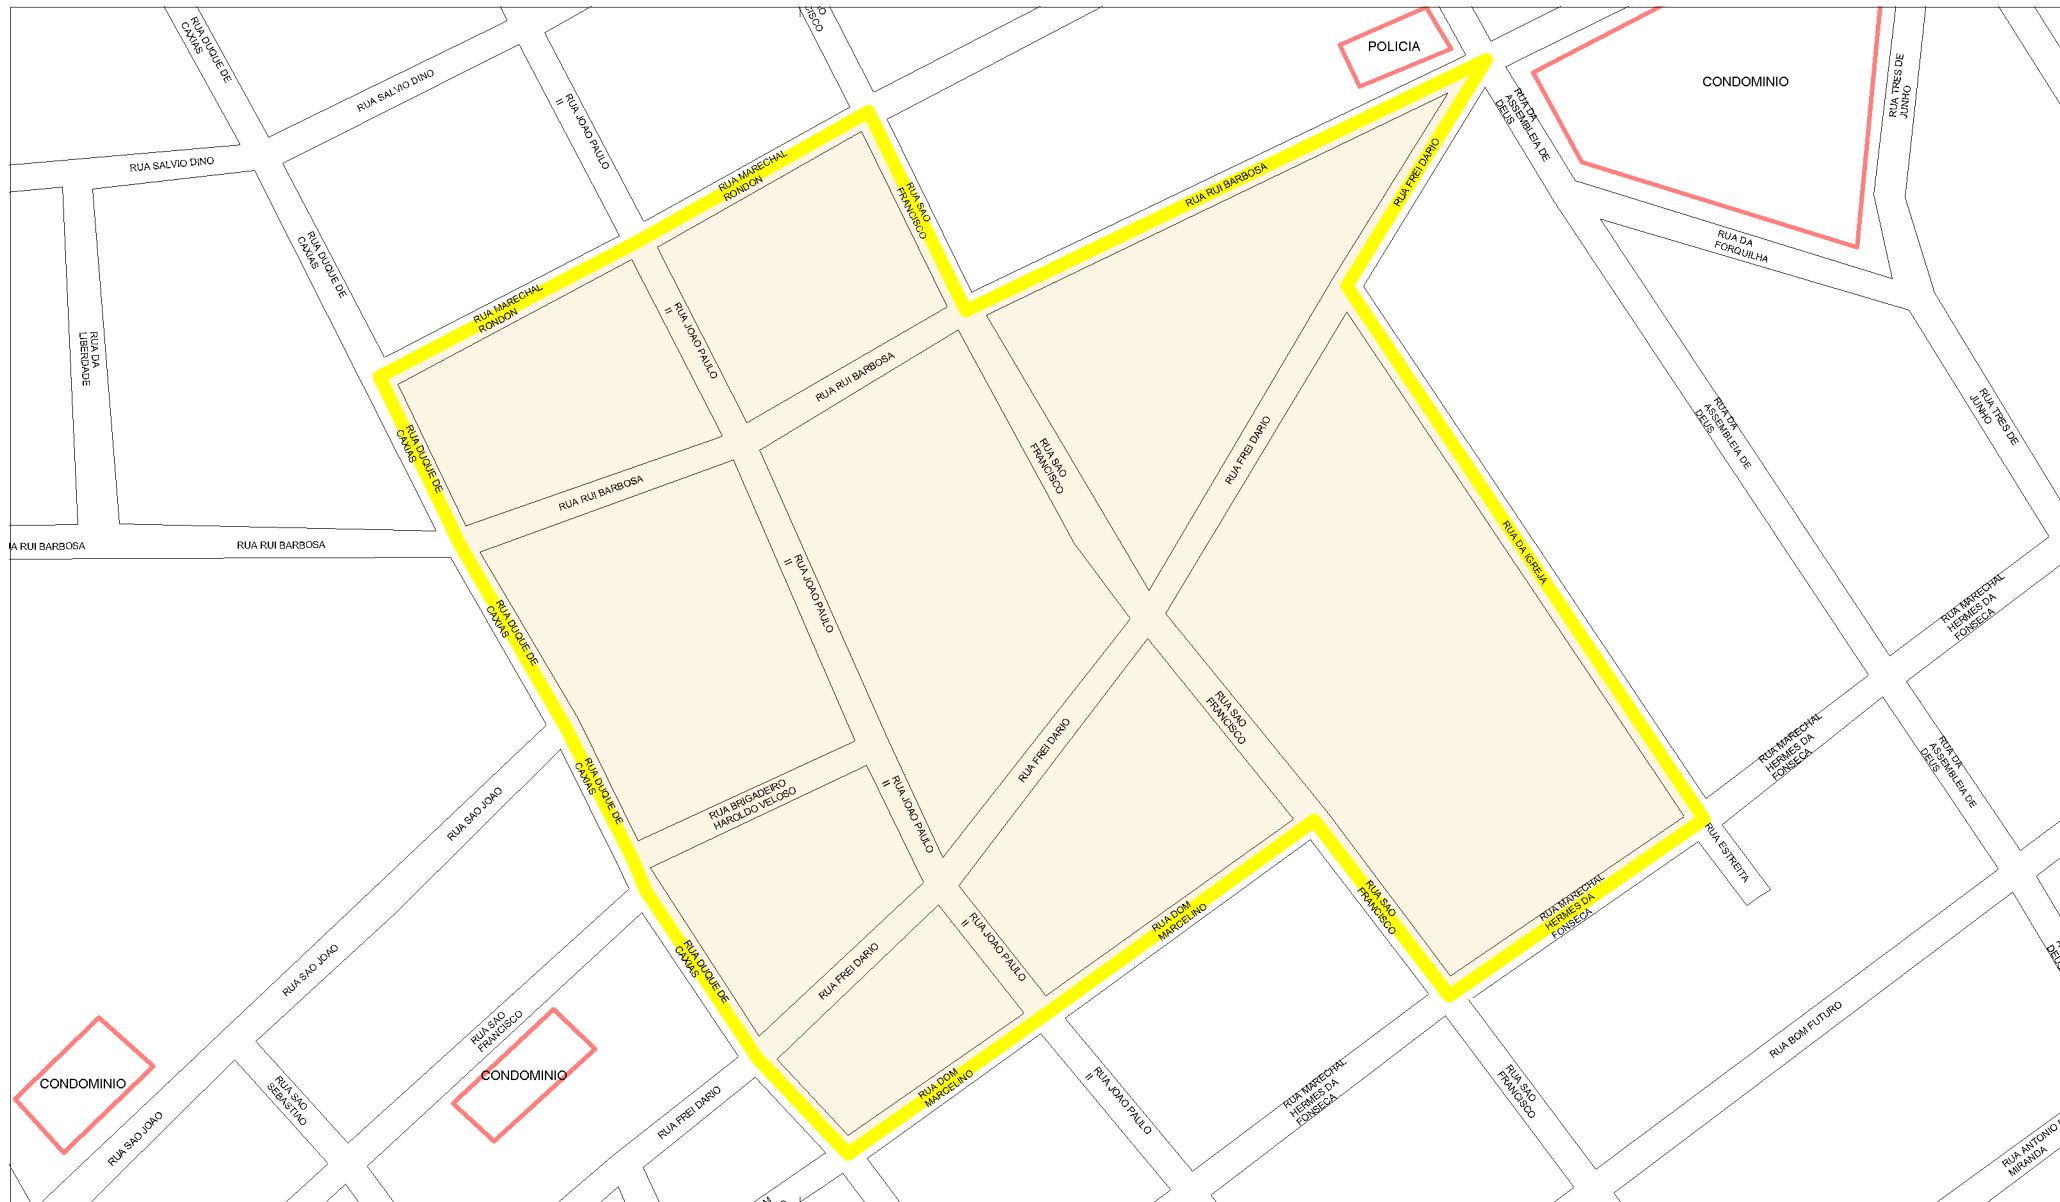 RUA DUQUE DE
CAXIAS
RUA SALVIO DINO
RUA SALVIO DINO
RUA JOAO PAULO
II
POLICIA
CONDOMINIO
RUA TRES DE
JUNHO
RUA DA
ASSEMBLEIA DE
DEUS
RUA MARECHAL
RONDON
RUA SAO
FRANCISCO
RUA RUI BARBOSA
RUA FREI DARIO
RUA DA
FORQUILHA
RUA DUQUE DE
CAXIAS
RUA MARECHAL
RONDON
RUA DA
LIBERDADE
RUA JOAO PAULO
II
RUA RUI BARBOSA
RUA DUQUE DE
CAXIAS
RUA RUI BARBOSA
RUA SAO
FRANCISCO
RUA FREI DARIO
RUA DA
ASSEMBLEIA DE
DEUS
RUA TRES DE
JUNHO
A RUI BARBOSA
RUA RUI BARBOSA
RUA JOAO PAULO
II
RUA DA IGREJA
RUA DUQUE DE
CAXIAS
RUA MARECHAL
HERMES DA
FONSECA
RUA SAO
FRANCISCO
RUA FREI DARIO
RUA MARECHAL
HERMES DA
FONSECA
RUA DA
ASSEMBLEIA DE
DEUS
RUA DUQUE DE
CAXIAS
RUA BRIGADEIRO
HAROLDO VELOSO
RUA JOAO PAULO
II
RUA SAO JOAO
RUA ESTREITA
RUA SAO JOAO
RUA DUQUE DE
CAXIAS
RUA FREI DARIO
RUA JOAO PAULO
II
RUA DOM
MARCELINO
RUA SAO
FRANCISCO
RUA MARECHAL
HERMES DA
FONSECA
RUA SAO
FRANCISCO
CONDOMINIO
CONDOMINIO
RUA SAO
SEBASTIAO
RUA SAO JOAO
RUA FREI DARIO
RUA DOM
MARCELINO
RUA JOAO PAULO
II
RUA MARECHAL
HERMES DA
FONSECA
RUA SAO
FRANCISCO
RUA BOM FUTURO
RUA ANTONIO
MIRANDA